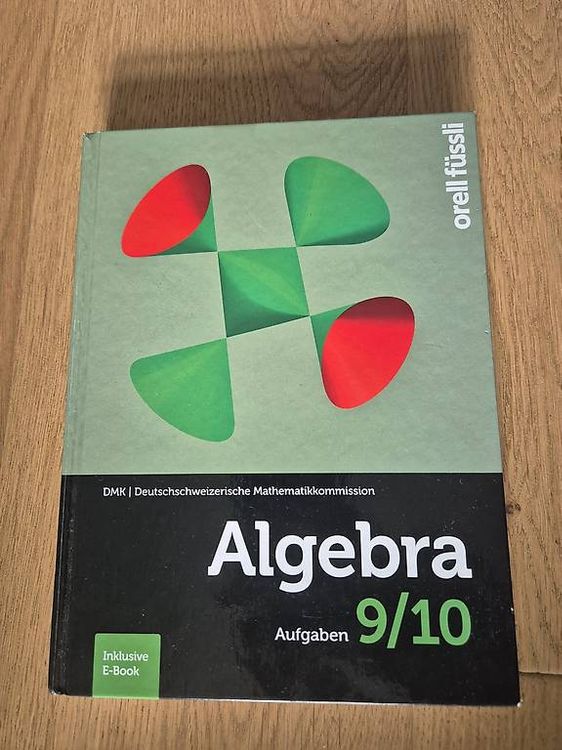 orell füssli
DMK | Deutschschweizerische Mathematikkommission
Algebra
Aufgaben 9/10
Inklusive
E-Book